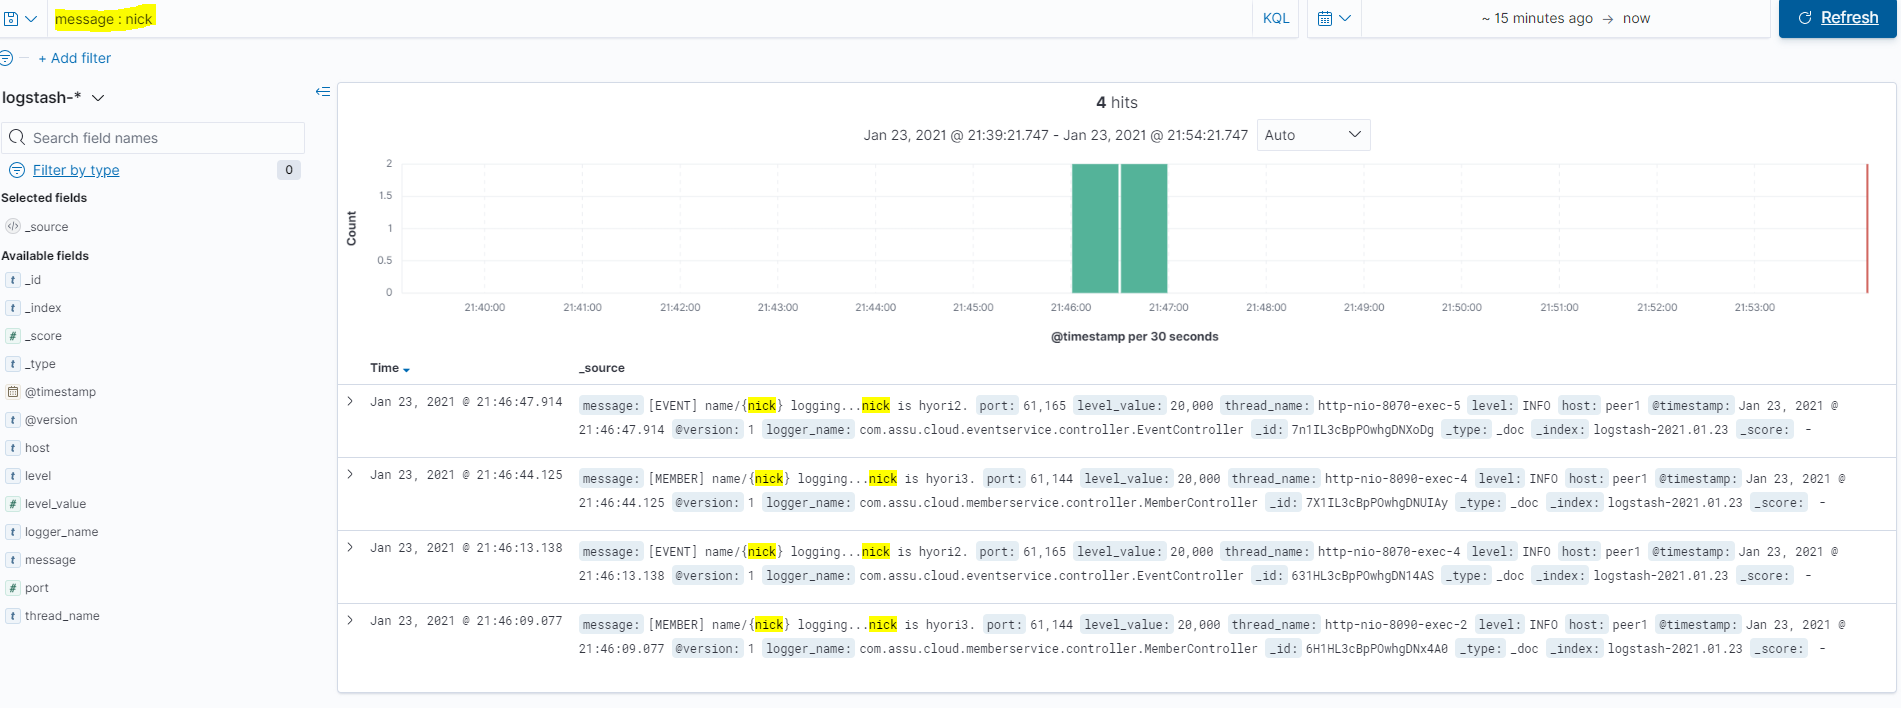 message : nick
KQL
~ 15 minutes ago → now
Refresh
+ Add filter
logstash-*
Search field names
Filter by type 0
Selected fields
_source
Available fields
t _id
t _index
# _score
t _type
@timestamp
t @version
t host
t level
# level_value
t logger_name
t message
# port
t thread_name
4 hits
Jan 23, 2021 @ 21:39:21.747 - Jan 23, 2021 @ 21:54:21.747 Auto
Count
2
1.5
1
0.5
0
21:40:00 21:41:00 21:42:00 21:43:00 21:44:00 21:45:00 21:46:00 21:47:00 21:48:00 21:49:00 21:50:00 21:51:00 21:52:00 21:53:00
@timestamp per 30 seconds
Time _source
Jan 23, 2021 @ 21:46:47.914 message: [EVENT] name/{nick} logging...nick is hyori2. port: 61,165 level_value: 20,000 thread_name: http-nio-8070-exec-5 level: INFO host: peer1 @timestamp: Jan 23, 2021 @
21:46:47.914 @version: 1 logger_name: com.assu.cloud.eventservice.controller.EventController _id: 7n1IL3cBpPOwhgDNXoDg _type: _doc _index: logstash-2021.01.23 _score: -
Jan 23, 2021 @ 21:46:44.125 message: [MEMBER] name/{nick} logging...nick is hyori3. port: 61,144 level_value: 20,000 thread_name: http-nio-8090-exec-4 level: INFO host: peer1 @timestamp: Jan 23, 2021 @
21:46:44.125 @version: 1 logger_name: com.assu.cloud.memberservice.controller.MemberController _id: 7X1IL3cBpPOwhgDNUIAy _type: _doc _index: logstash-2021.01.23 _score: -
Jan 23, 2021 @ 21:46:13.138 message: [EVENT] name/{nick} logging...nick is hyori2. port: 61,165 level_value: 20,000 thread_name: http-nio-8070-exec-4 level: INFO host: peer1 @timestamp: Jan 23, 2021 @
21:46:13.138 @version: 1 logger_name: com.assu.cloud.eventservice.controller.EventController _id: 631HL3cBpPOwhgDN14AS _type: _doc _index: logstash-2021.01.23 _score: -
Jan 23, 2021 @ 21:46:09.077 message: [MEMBER] name/{nick} logging...nick is hyori3. port: 61,144 level_value: 20,000 thread_name: http-nio-8090-exec-2 level: INFO host: peer1 @timestamp: Jan 23, 2021 @
21:46:09.077 @version: 1 logger_name: com.assu.cloud.memberservice.controller.MemberController _id: 6H1HL3cBpPOwhgDNx4A0 _type: _doc _index: logstash-2021.01.23 _score: -